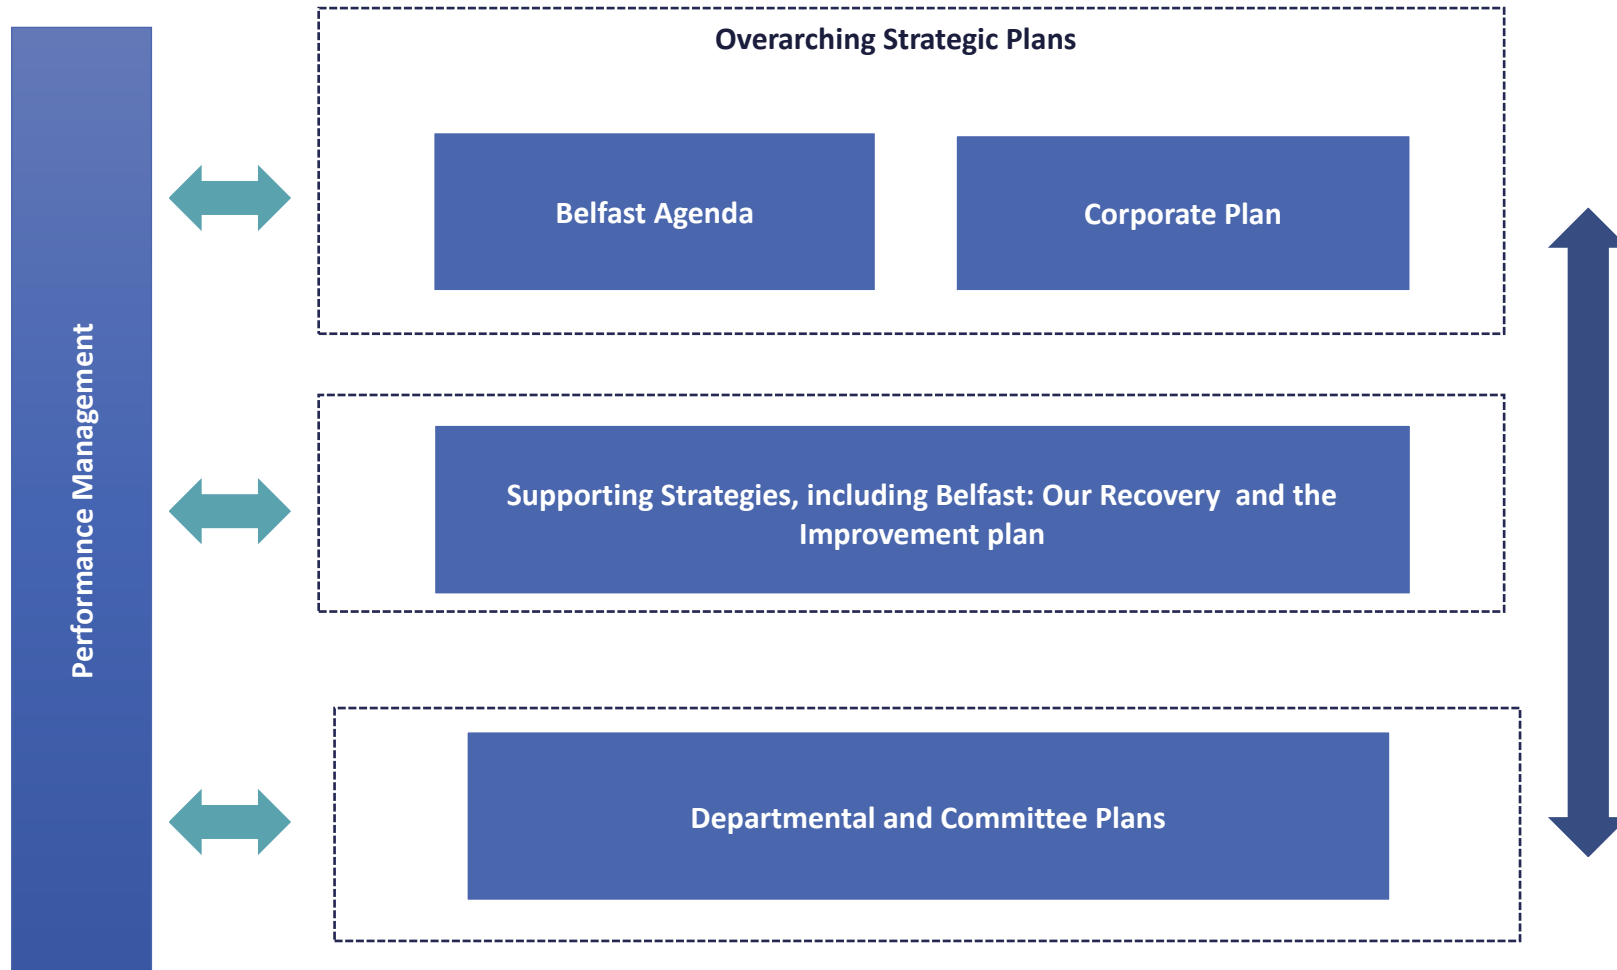 Overarching Strategic Plans
Belfast Agenda
Corporate Plan
Performance Management
Supporting Strategies, including Belfast: Our Recovery  and the
Improvement plan
Departmental and Committee Plans